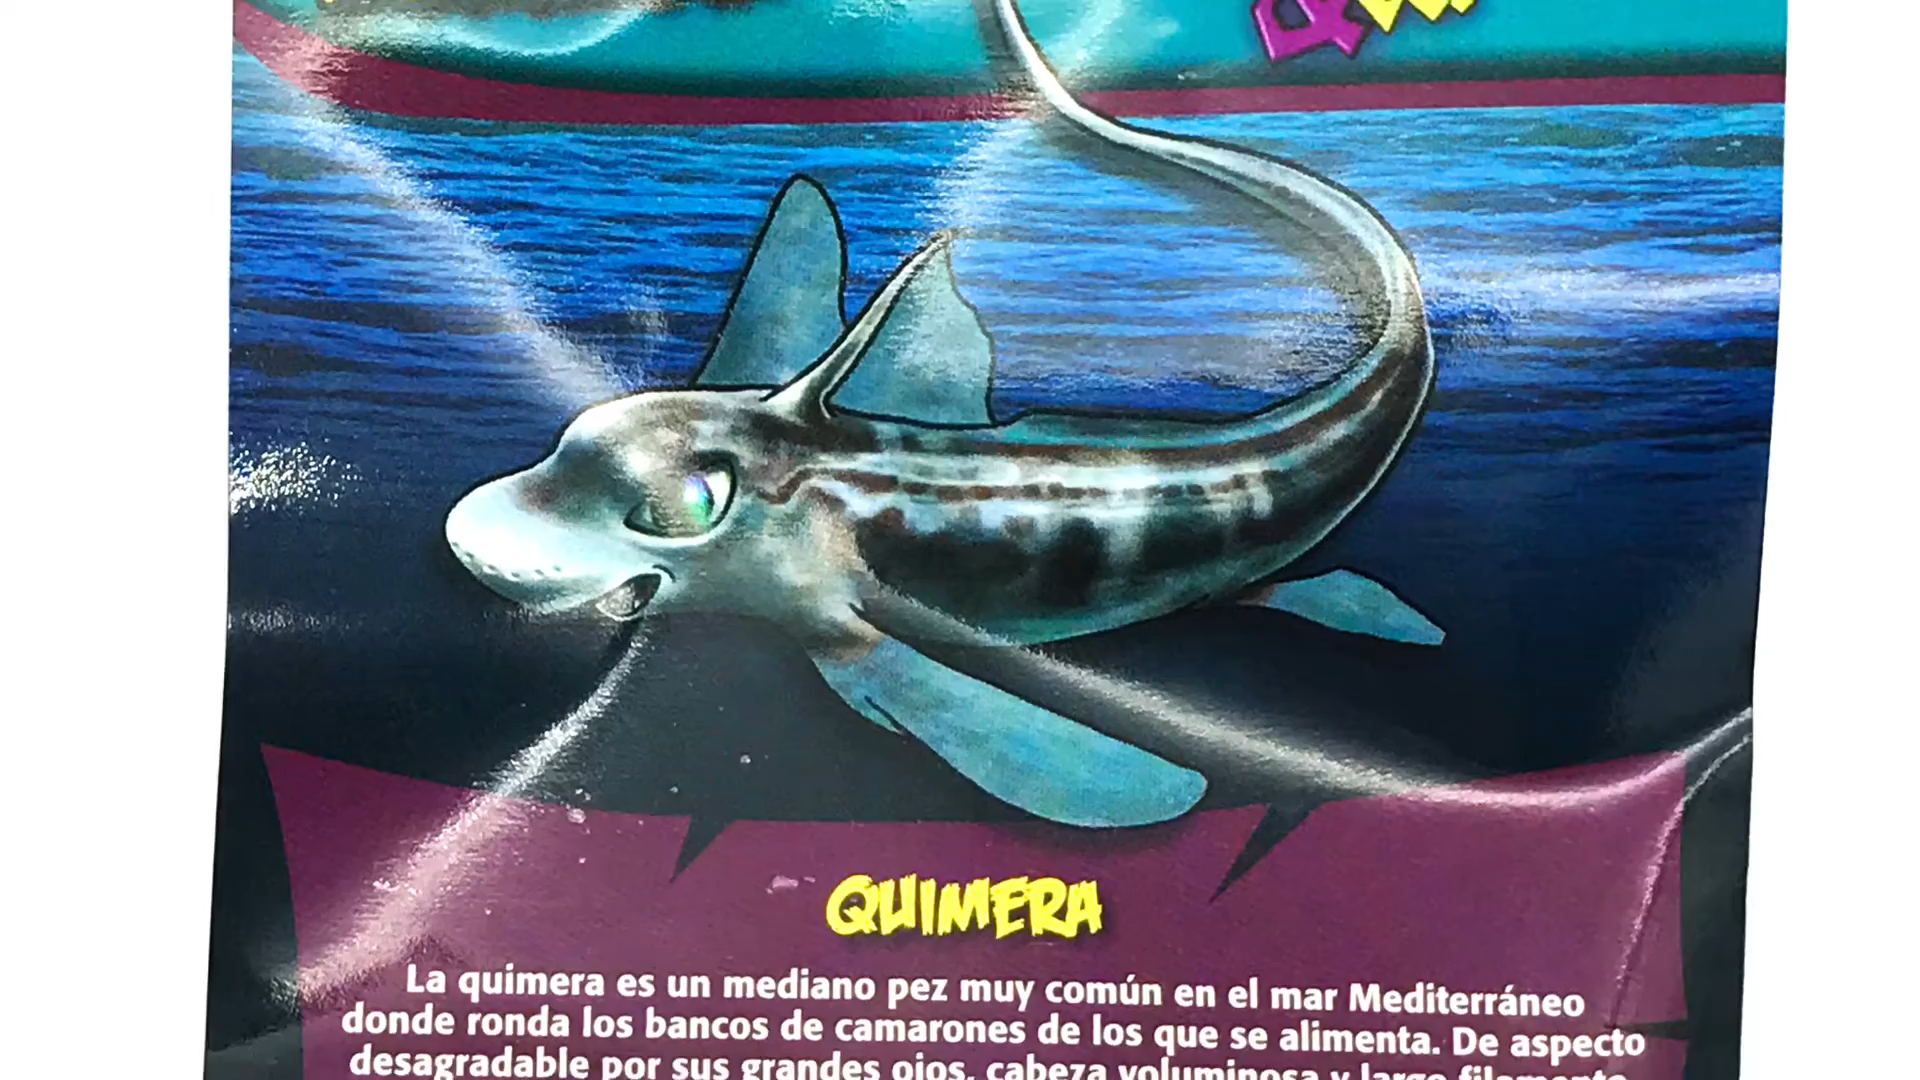 QUIMERA
La quimera es un mediano pez muy común en el mar Mediterráneo
donde ronda los bancos de camarones de los que se alimenta. De aspecto
desagradable por sus grandes ojos, cabeza voluminosa y largo filamento